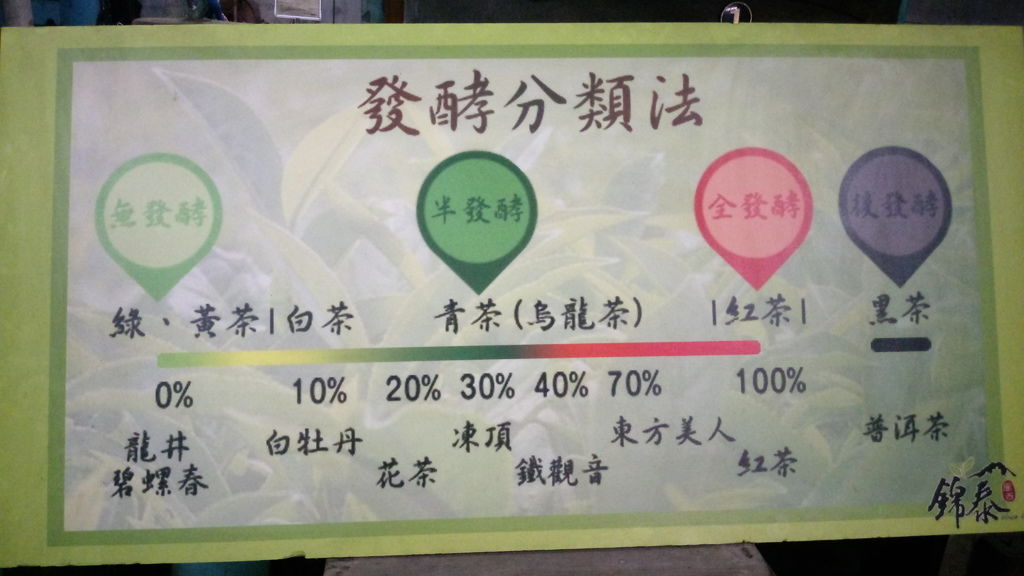 發酵分類法
無發酵
半發酵
全發酵
後發酵
綠、黃茶|白茶
青茶(烏龍茶)
|紅茶|
黑茶
0% 10% 20% 30% 40% 70% 100%
龍井
碧螺春
白牡丹
花茶
凍頂
鐵觀音
東方美人
紅茶
普洱茶
錦泰